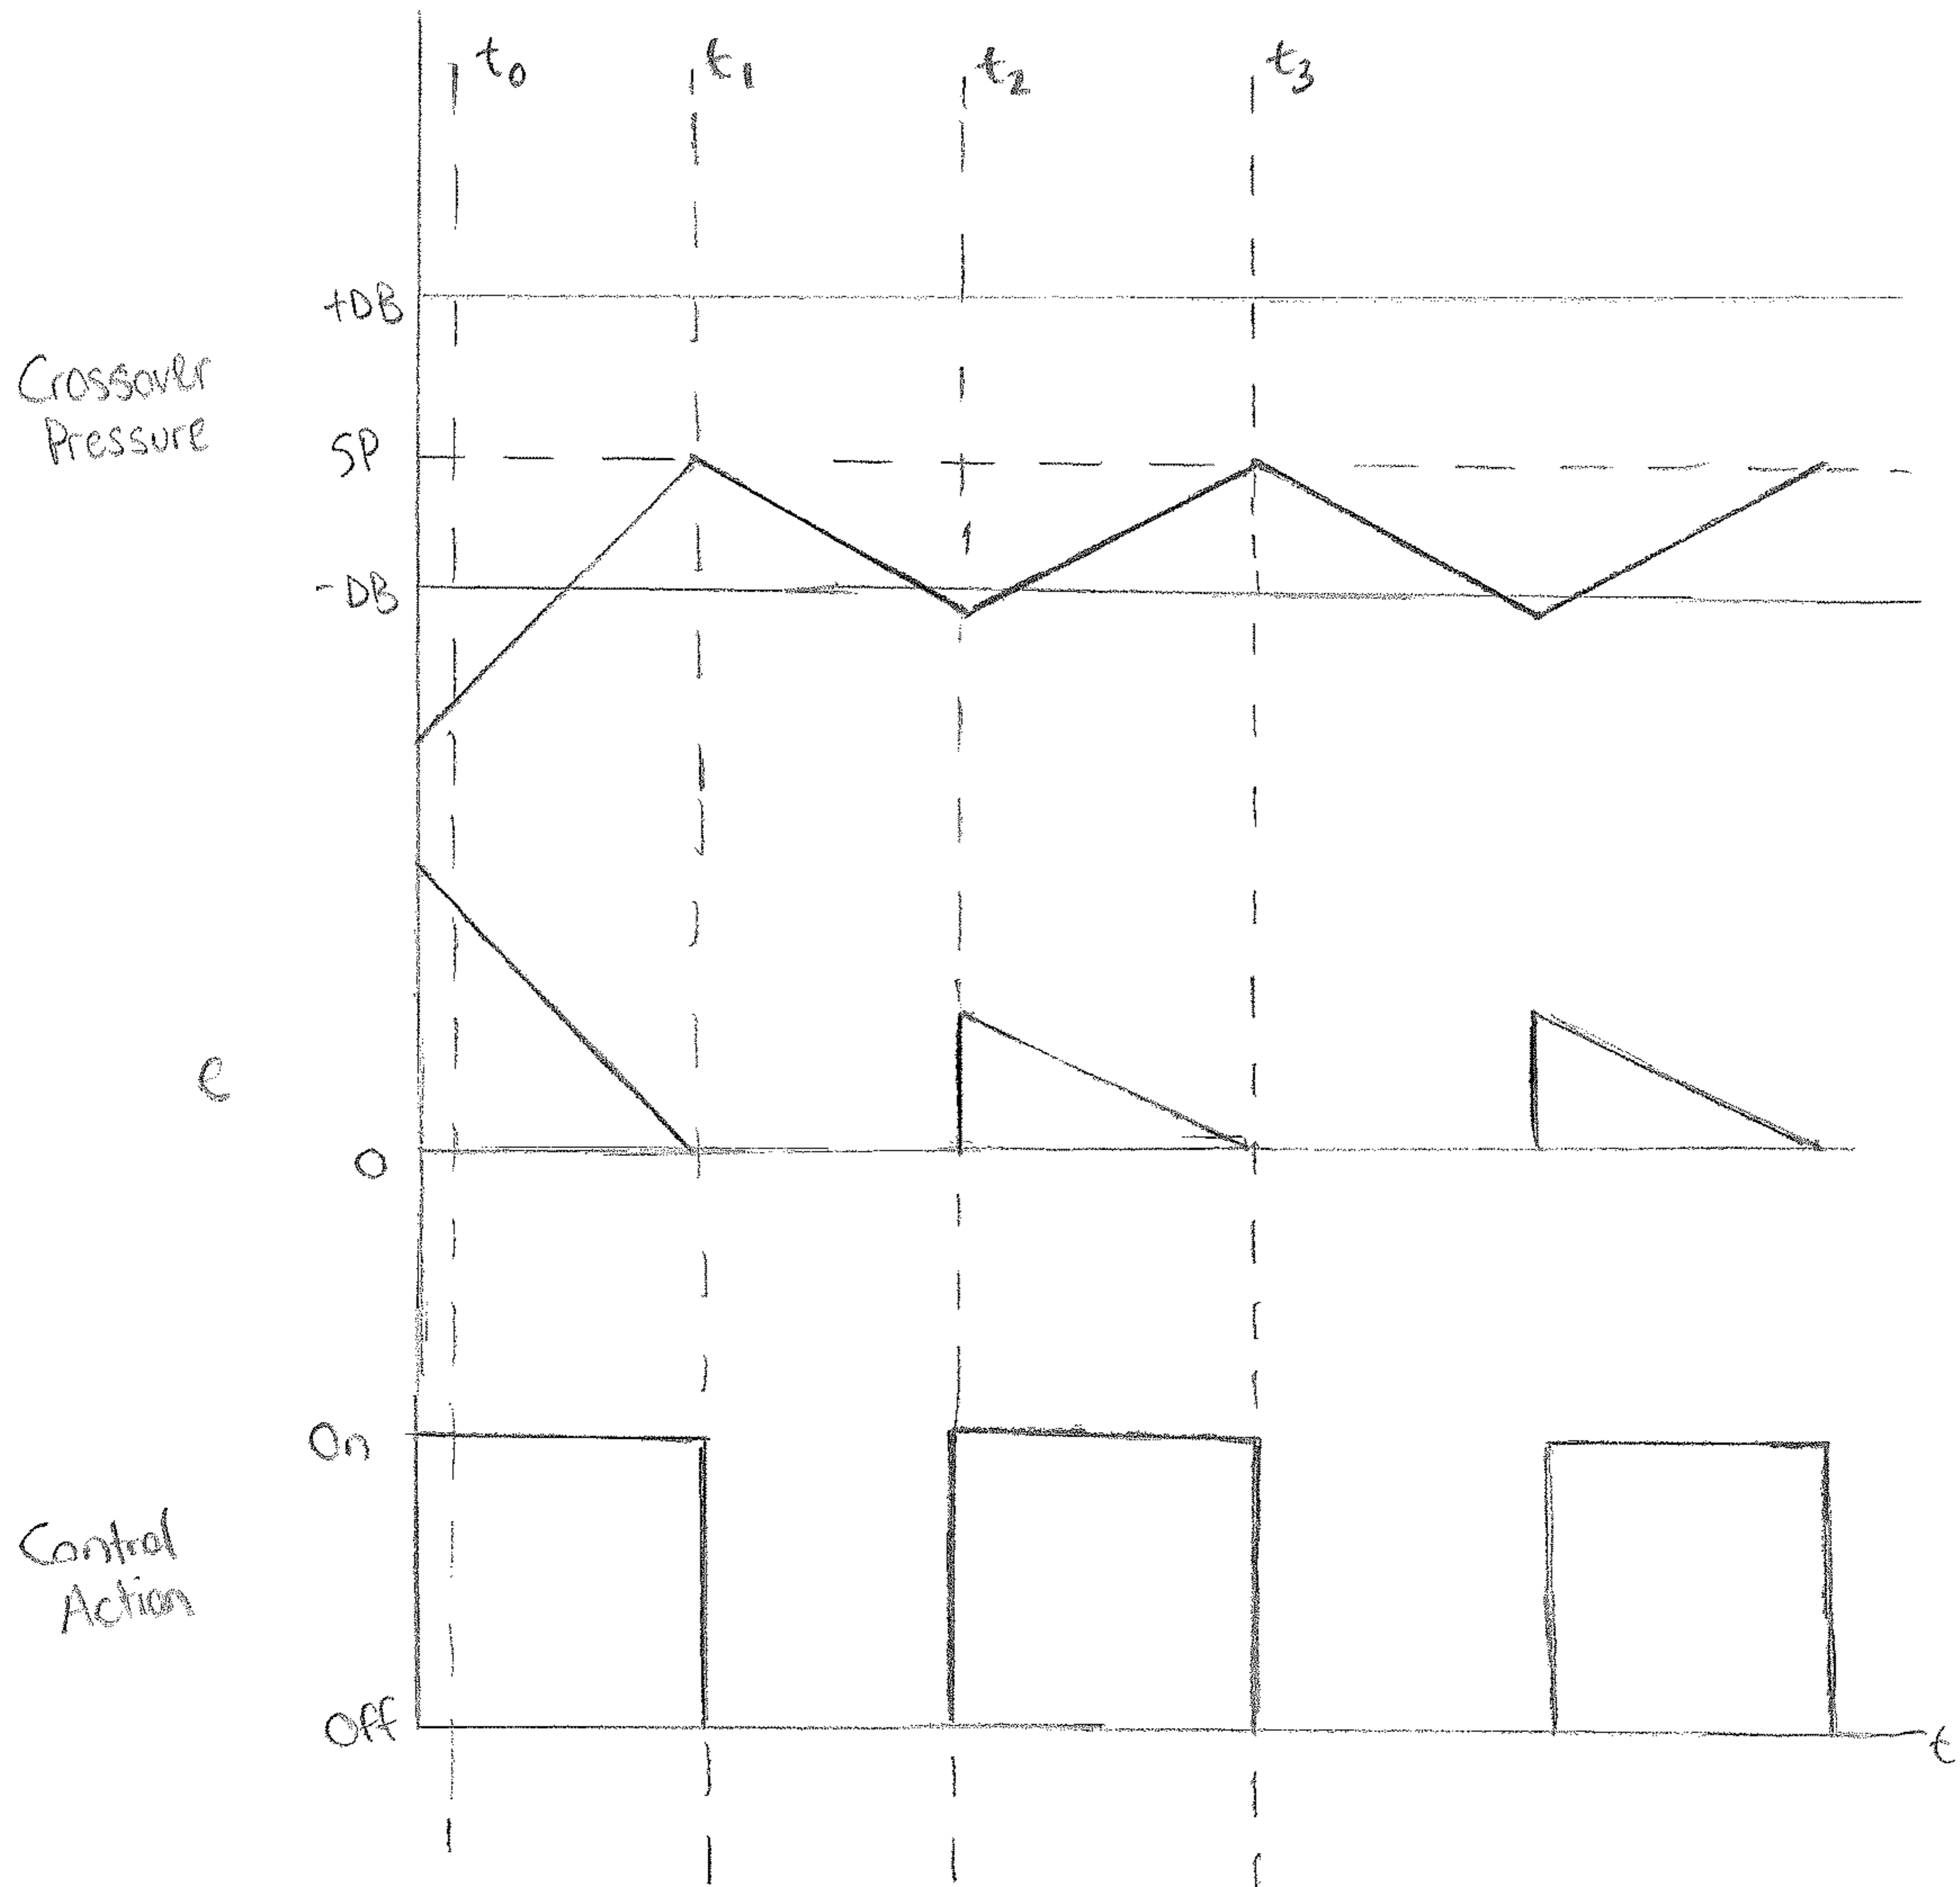 t0
t1
t2
t3
+DB
Crossover
Pressure
SP
-DB
e
0
On
Control
Action
Off
t